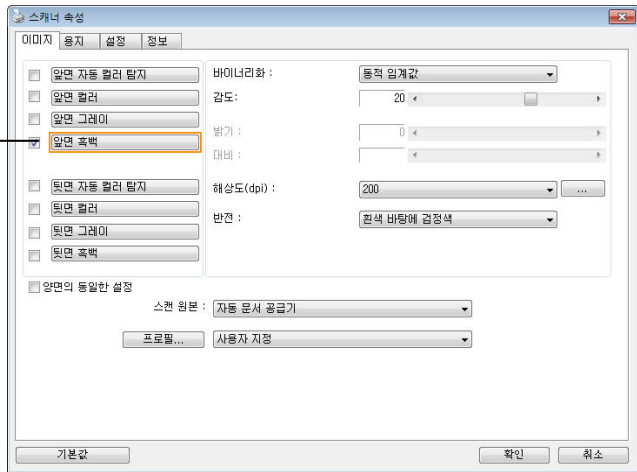 스캐너 속성
이미지 용지 설정 정보
앞면 자동 컬러 탐지 바이너리화 : 동적 임계값
앞면 컬러 감도: 20
앞면 그레이
앞면 흑백 밝기 : 0
대비 :
뒷면 자동 컬러 탐지 해상도(dpi) : 200 ...
뒷면 컬러 반전 : 흰색 바탕에 검정색
뒷면 그레이
뒷면 흑백
양면의 동일한 설정
스캔 원본 : 자동 문서 공급기
프로필... 사용자 지정
기본값 확인 취소